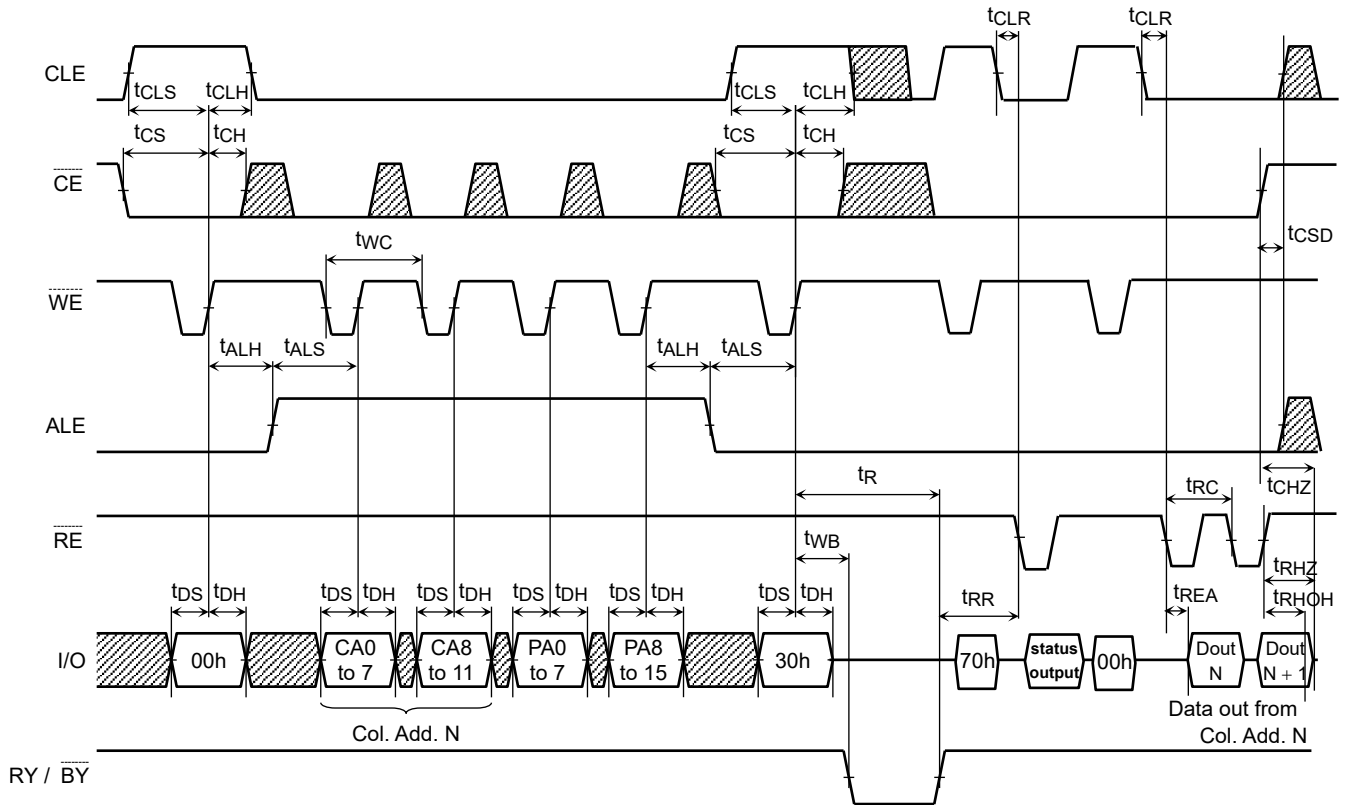 tCLR tCLR
CLE
tCLS tCLH tCLS tCLH
tCS tCH tCS tCH
CE
tCSD
tWC
WE
tALH tALS tALH tALS
ALE
tR tRC tCHZ
RE
tWB
tDS tDH tDS tDH tDS tDH tDS tDH tDS tDH tDS tDH tRR tREA tRHZ
tRHOH
I/O 00h CA0 to 7 CA8 to 11 PA0 to 7 PA8 to 15 30h 70h status output 00h Dout N Dout N + 1
Col. Add. N
Data out from
Col. Add. N
RY / BY